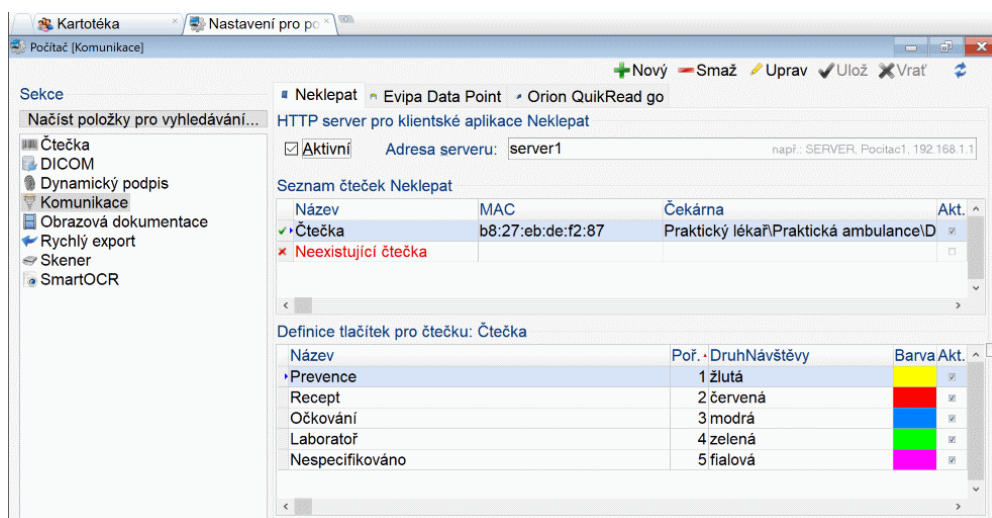 Kartotéka
Nastavení pro po
Počítač [Komunikace]
Nový Smaž Uprav Ulož Vrať
Sekce
Načíst položky pro vyhledávání...
Čtečka
DICOM
Dynamický podpis
Komunikace
Obrazová dokumentace
Rychlý export
Skener
SmartOCR
Neklepat Evipa Data Point Orion QuikRead go
HTTP server pro klientské aplikace Neklepat
Aktivní Adresa serveru: server1 např.: SERVER, Pocitac1, 192.168.1.1
Seznam čteček Neklepat
Název MAC Čekárna Akt.
Čtečka b8:27:eb:de:f2:87 Praktický lékař\Praktická ambulance\D
Neexistující čtečka
Definice tlačítek pro čtečku: Čtečka
Název Poř. DruhNávštěvy Barva Akt.
Prevence 1 žlutá
Recept 2 červená
Očkování 3 modrá
Laboratoř 4 zelená
Nespecifikováno 5 fialová